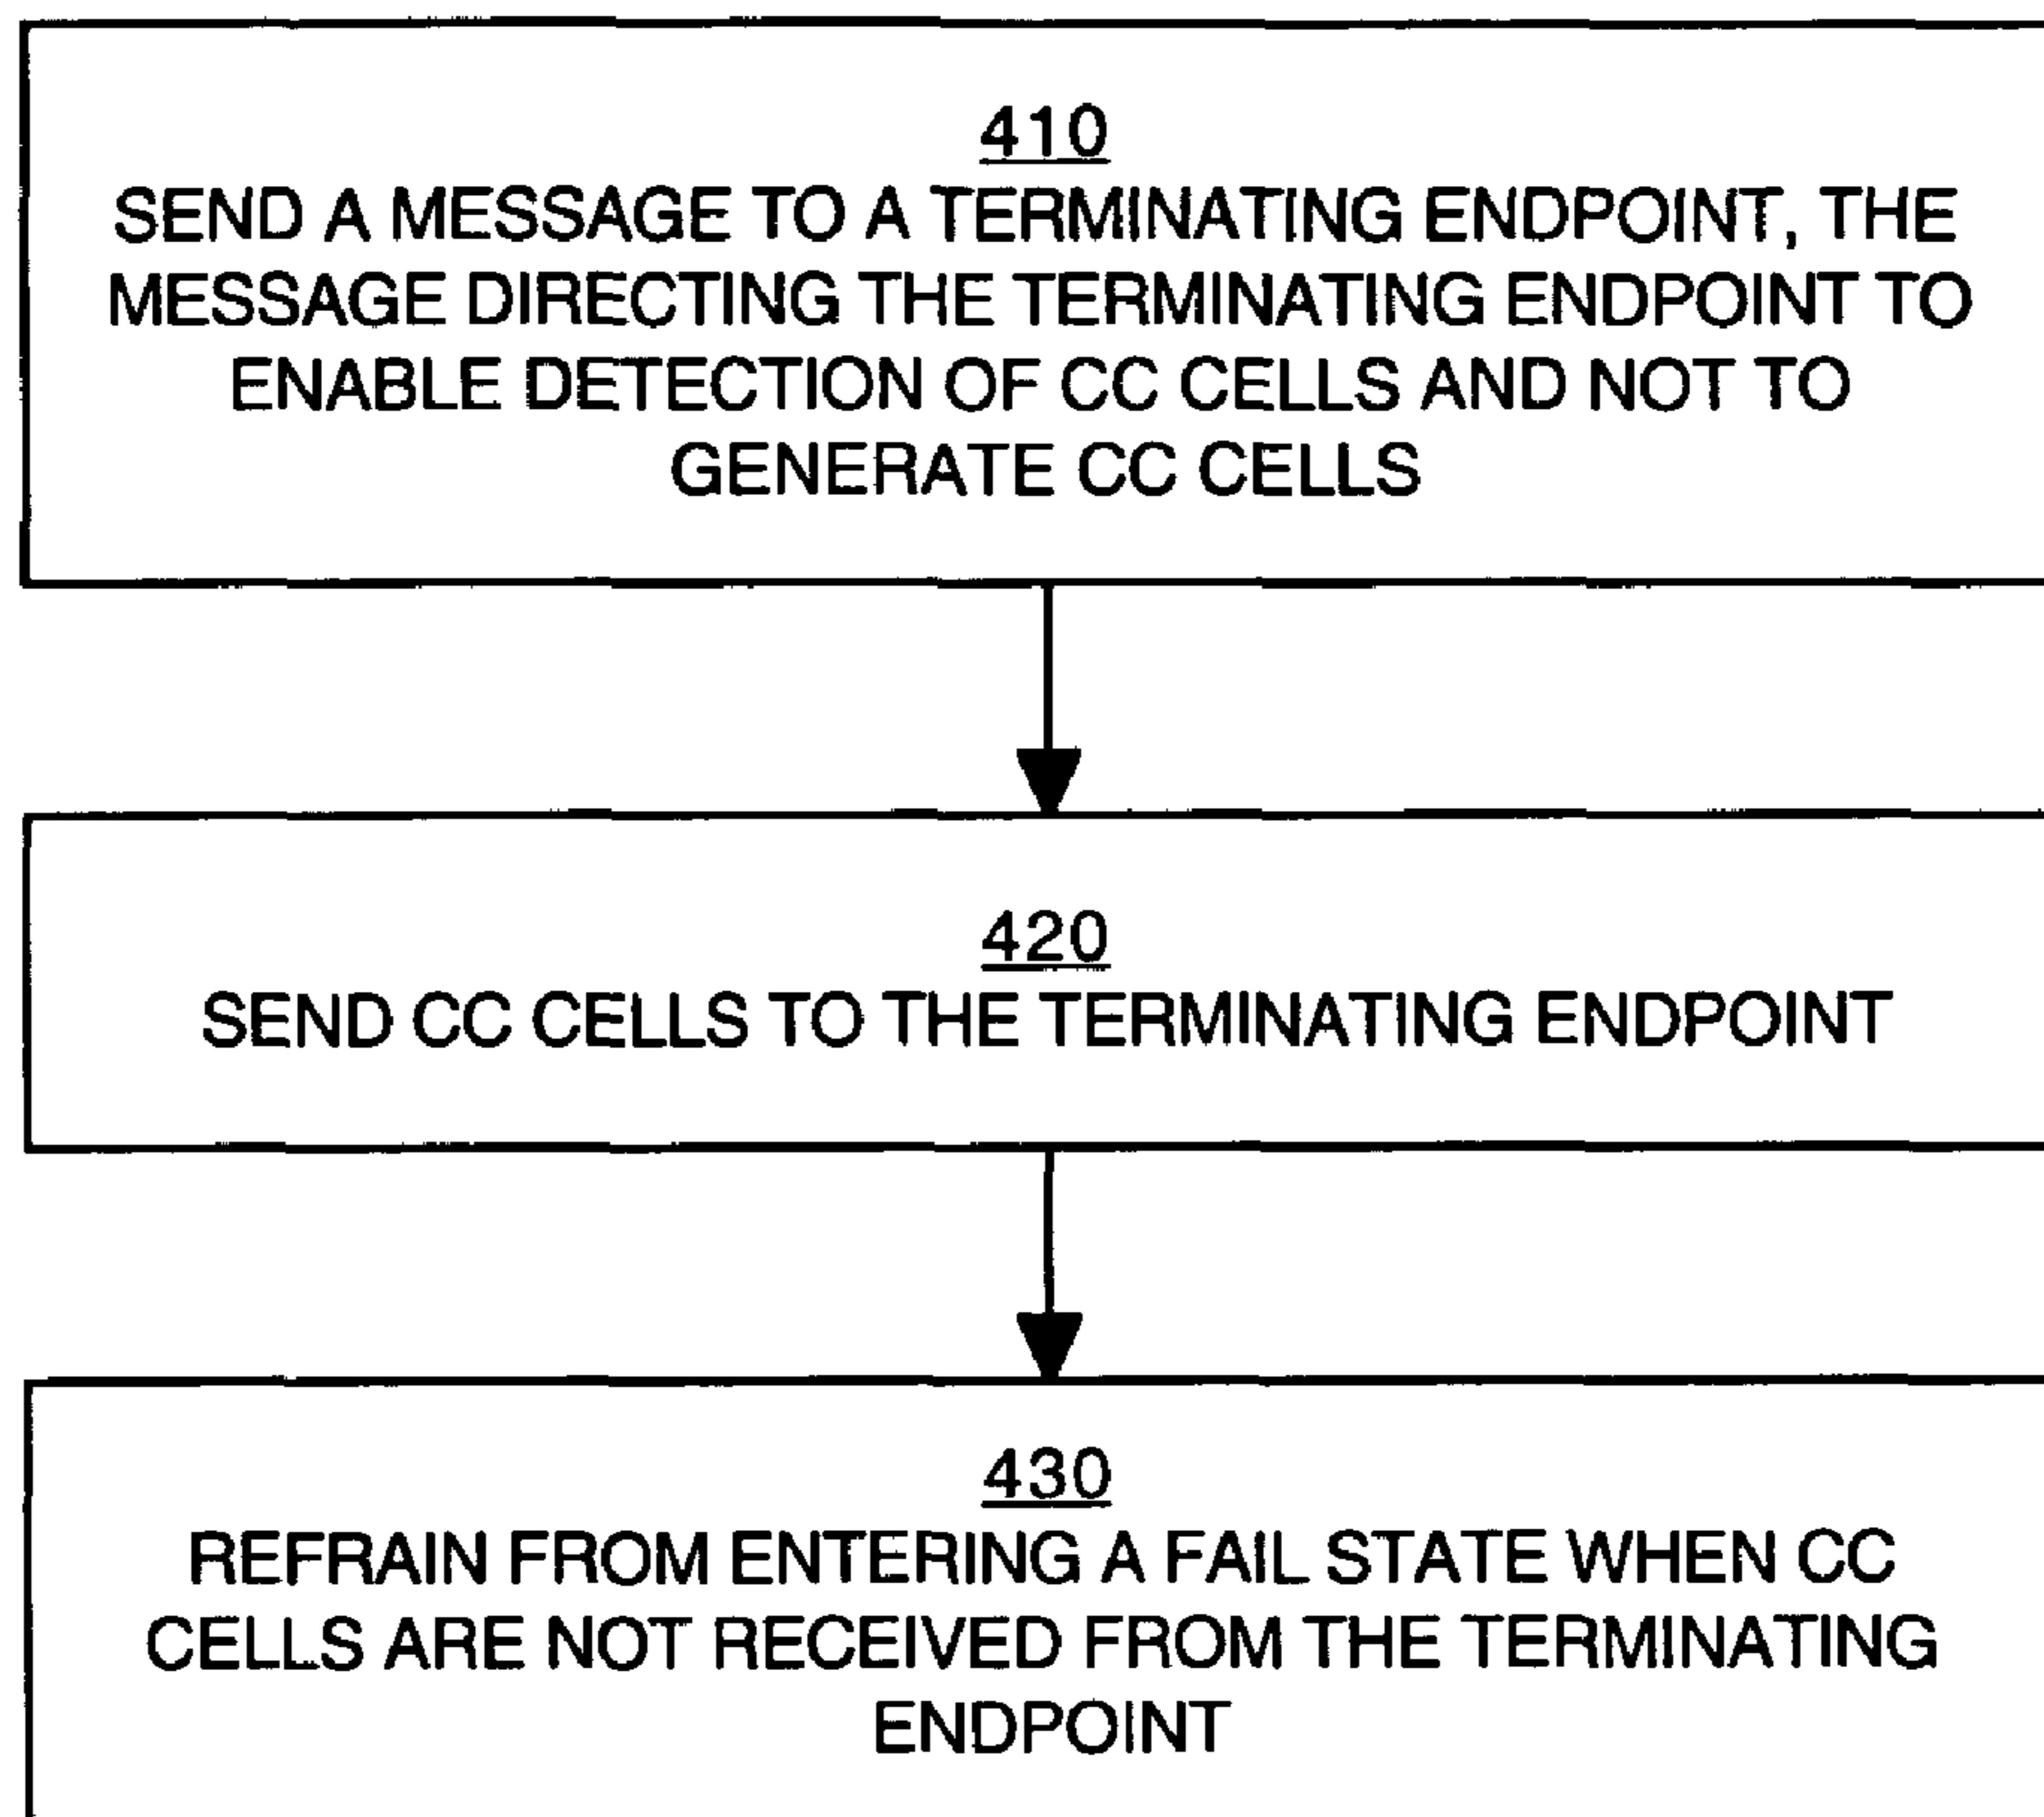 410
SEND A MESSAGE TO A TERMINATING ENDPOINT, THE
MESSAGE DIRECTING THE TERMINATING ENDPOINT TO
ENABLE DETECTION OF CC CELLS AND NOT TO
GENERATE CC CELLS
420
SEND CC CELLS TO THE TERMINATING ENDPOINT
430
REFRAIN FROM ENTERING A FAIL STATE WHEN CC
CELLS ARE NOT RECEIVED FROM THE TERMINATING
ENDPOINT